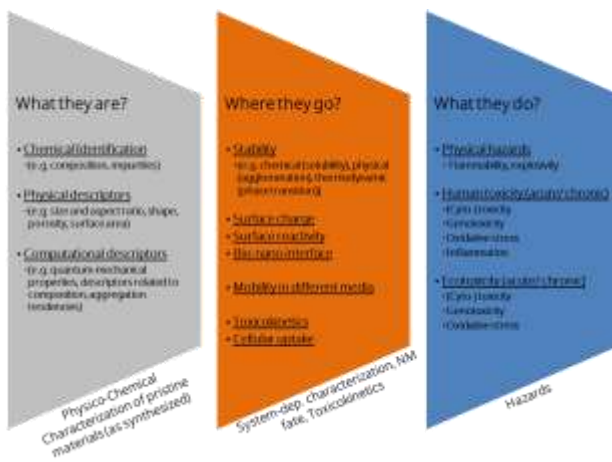 What they are?
• Chemical identification
-(e.g. composition, impurities)
• Physical descriptors
-(e.g. size and aspect ratio, shape,
porosity, surface area)
• Computational descriptors
-(e.g. quantum mechanical
properties, descriptors related to
composition, aggregation
tendencies)
Physico-Chemical
Characterization of pristine
materials (as synthesized)
Where they go?
• Stability
-(e.g. chemical (solubility), physical
(agglomeration), thermodynamic
(phase transition))
• Surface charge
• Surface reactivity
• Bio-nano interface
• Mobility in different media
• Toxicokinetics
• Cellular uptake
System-dep. characterization, NM
fate, Toxicokinetics
What they do?
• Physical hazards
-Flammability, explosivity
• Human toxicity (acute/ chronic)
-(Cyto-) toxicity
-Genotoxicity
-Oxidative stress
-Inflammation
• Ecotoxicity (acute/ chronic)
-(Cyto-) toxicity
-Genotoxicity
-Oxidative stress
Hazards